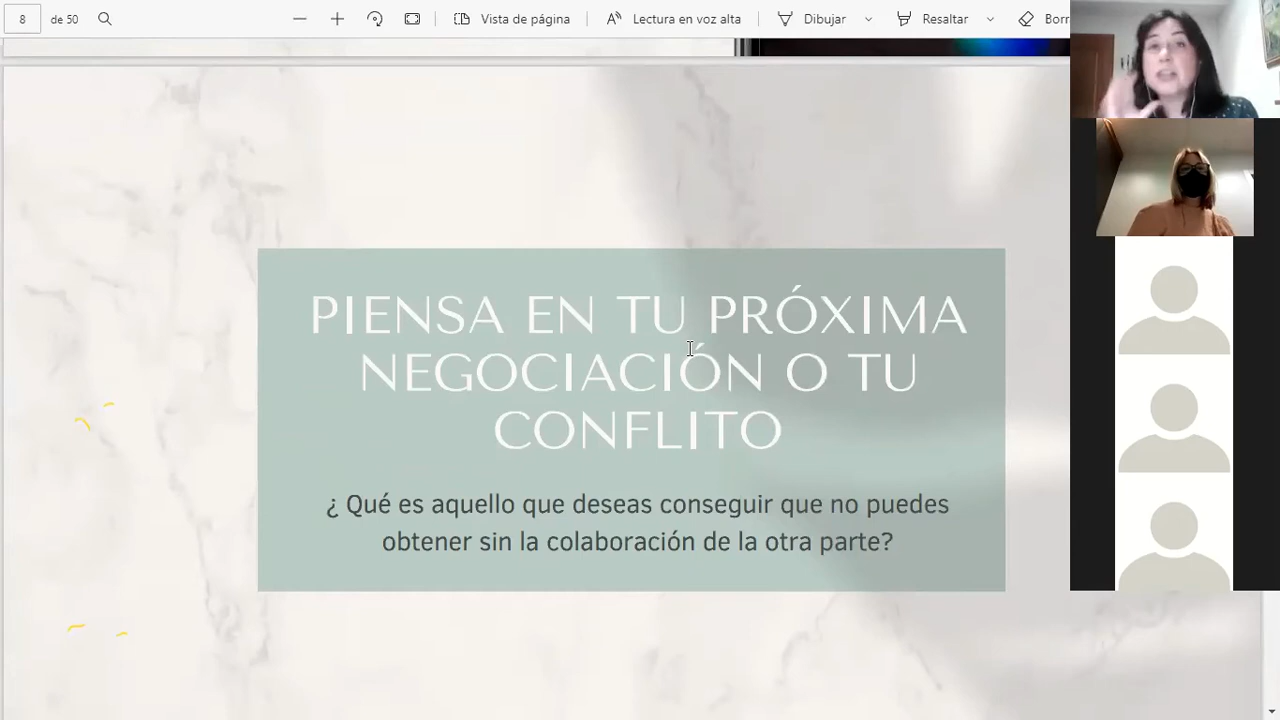 8 de 50 Vista de página Lectura en voz alta Dibujar Resaltar Borr
PIENSA EN TU PRÓXIMA
NEGOCIACIÓN O TU
CONFLITO
¿ Qué es aquello que deseas conseguir que no puedes
obtener sin la colaboración de la otra parte?